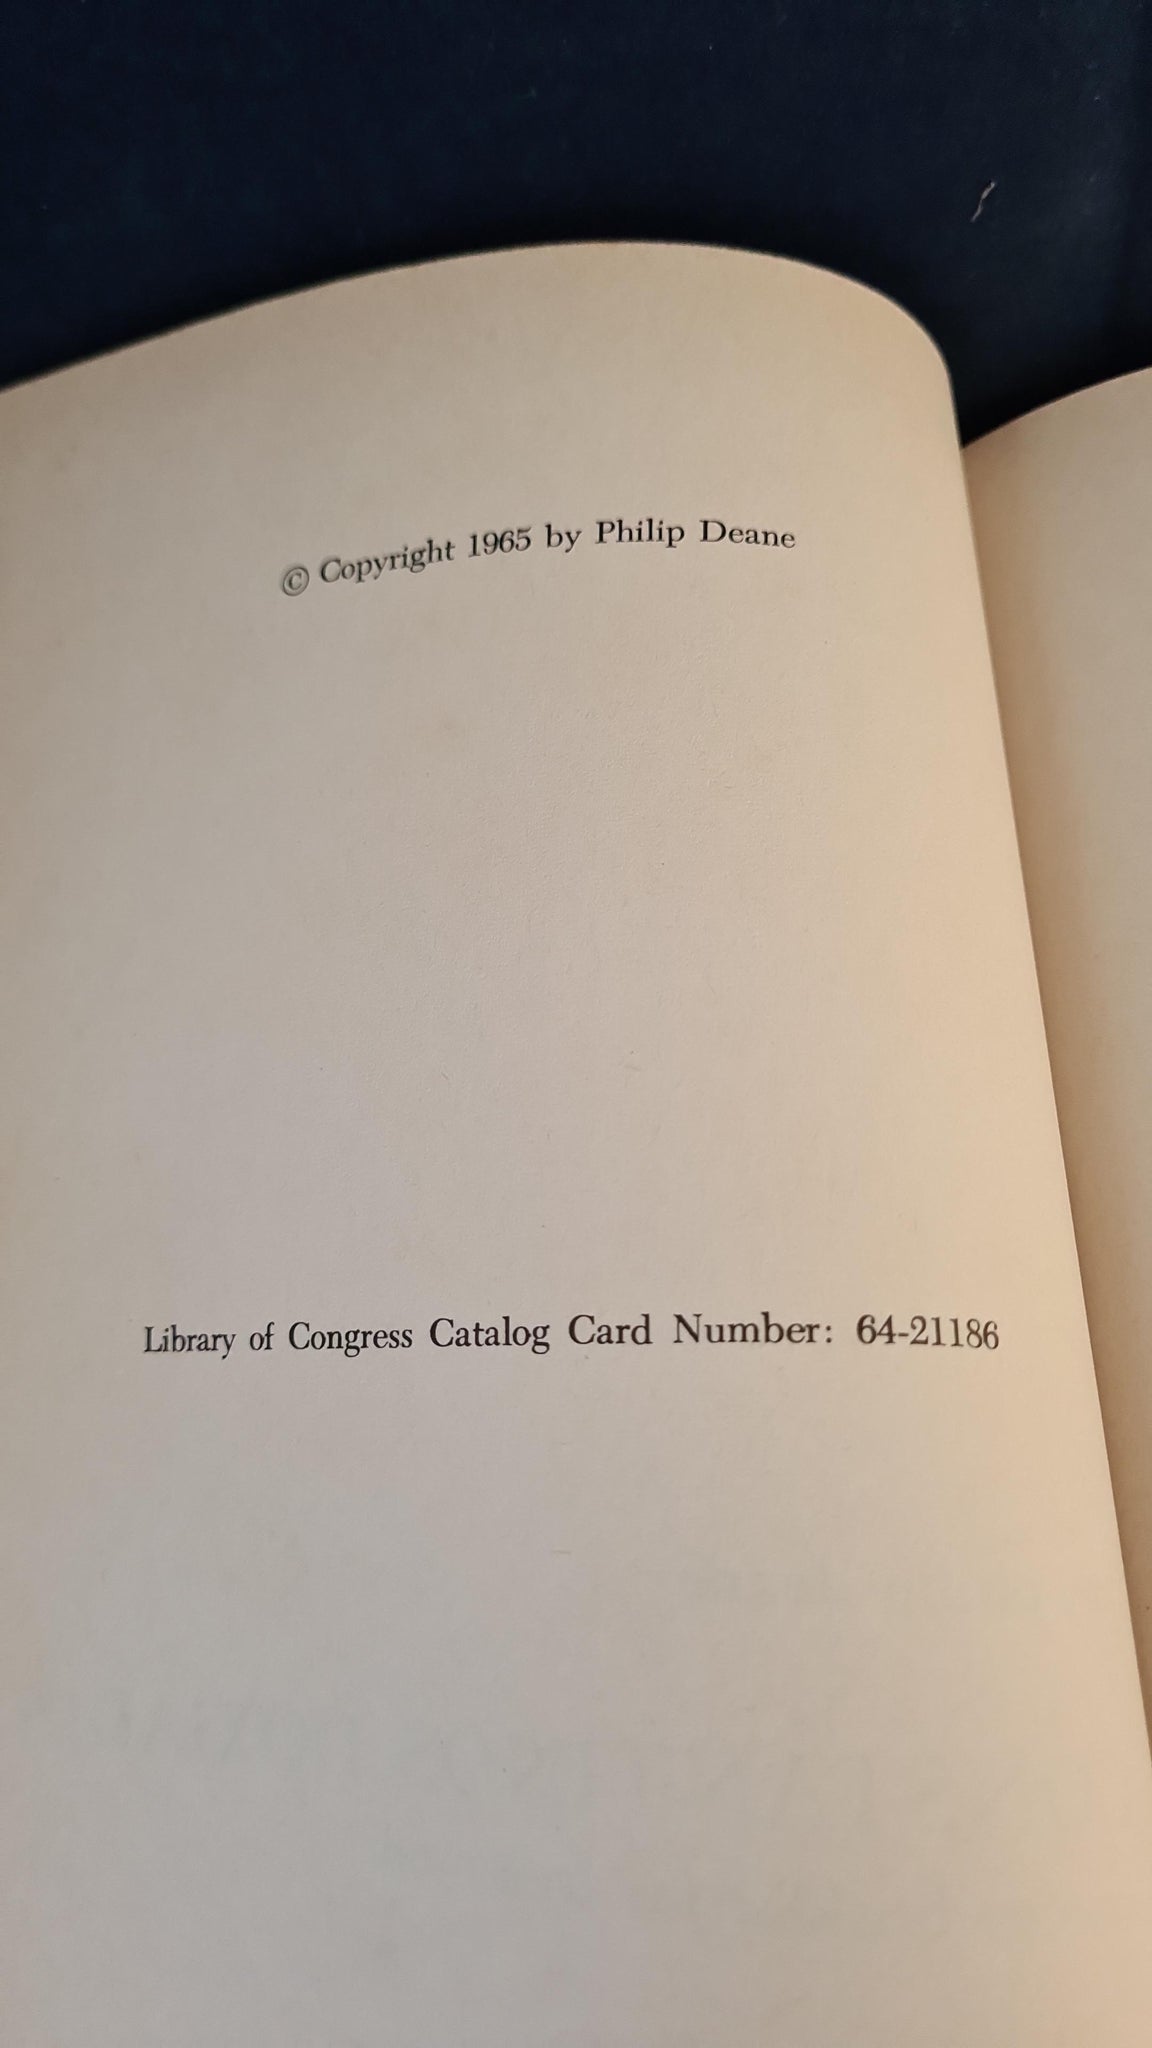 © Copyright 1965 by Philip Deane
Library of Congress Catalog Card Number: 64-21186